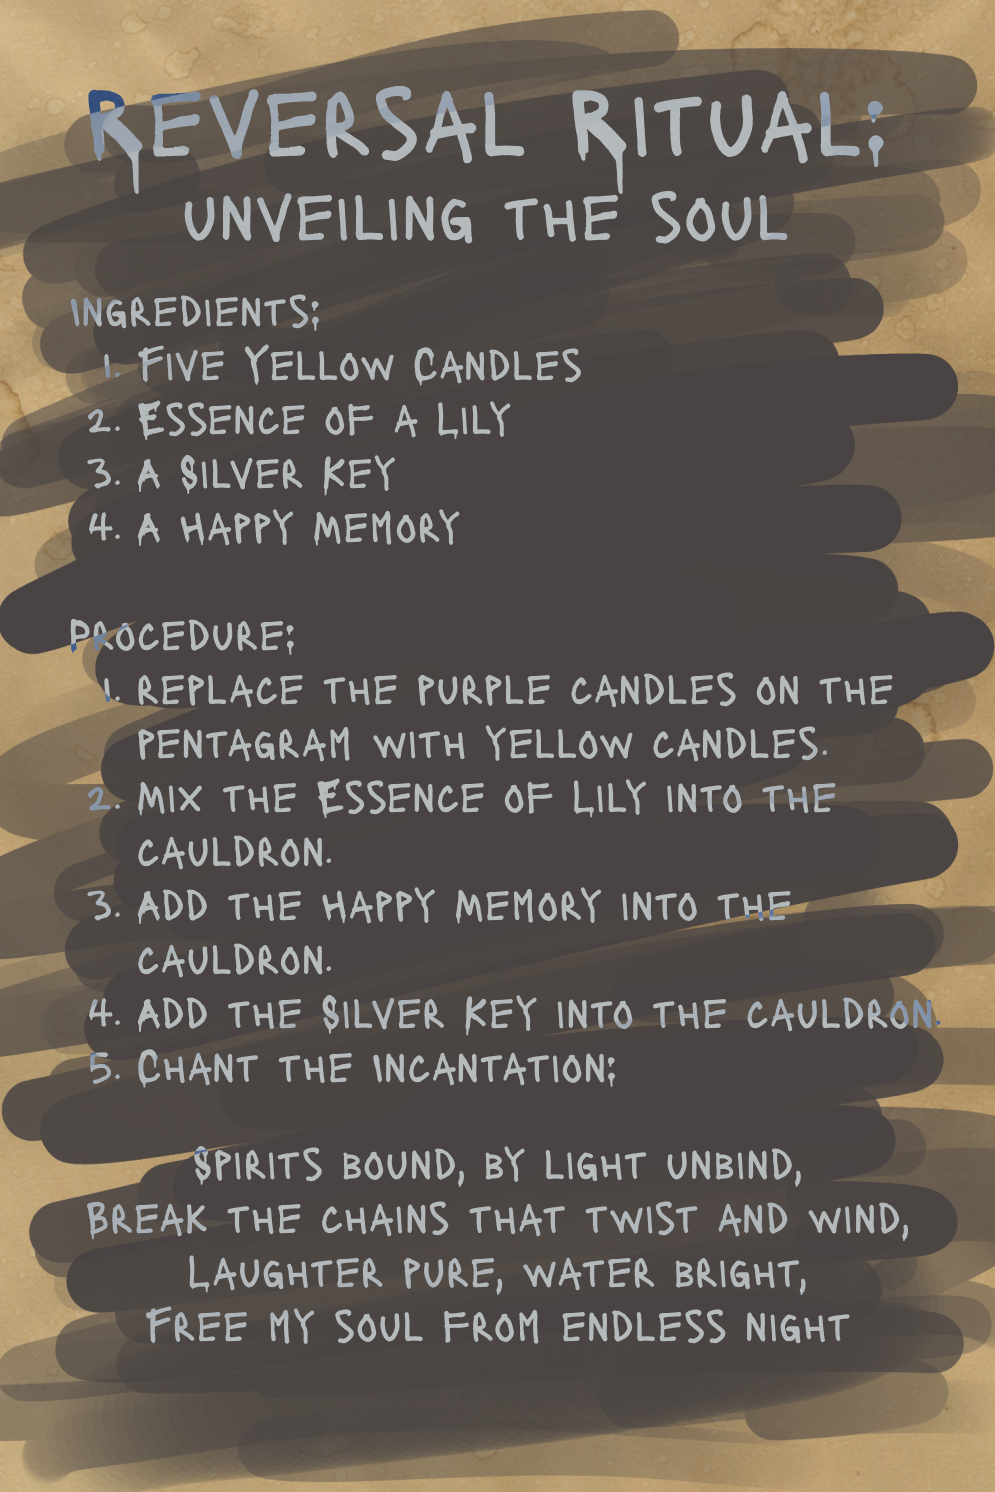 Reversal Ritual:
Unveiling the Soul
Ingredients:
1. Five Yellow Candles
2. Essence of a Lily
3. A Silver Key
4. A Happy Memory
Procedure:
1. Replace the purple candles on the
pentagram with Yellow candles.
2. Mix the Essence of Lily into the
cauldron.
3. Add the Happy Memory into the
cauldron.
4. Add the Silver Key into the cauldron.
5. Chant the incantation:
Spirits bound, by light unbind,
Break the chains that twist and wind,
Laughter pure, water bright,
Free my Soul from endless night